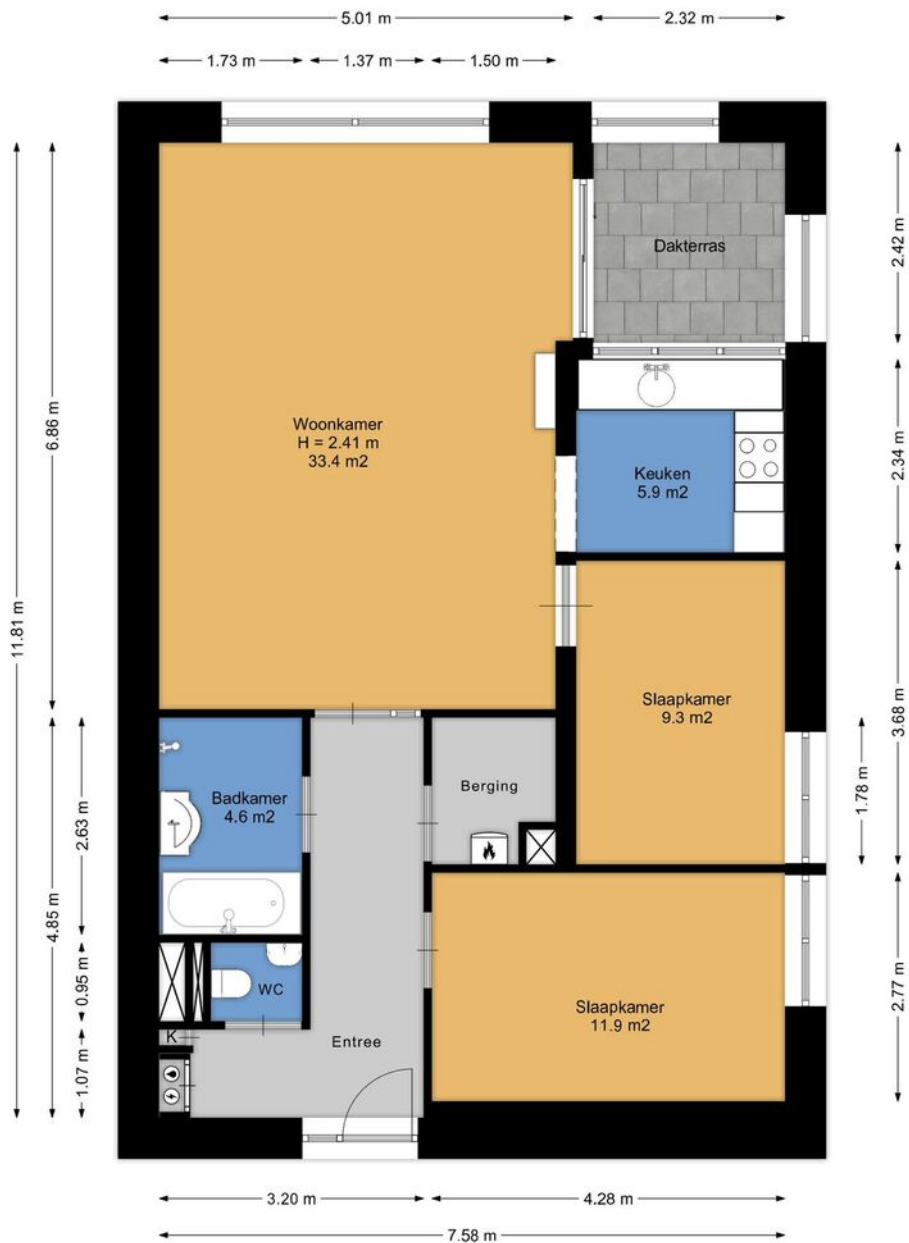 5.01 m
2.32 m
1.73 m
1.37 m
1.50 m
11.81 m
6.86 m
4.85 m
2.63 m
0.95 m
1.07 m
Dakterras
Woonkamer
H = 2.41 m
33.4 m2
Keuken
5.9 m2
Slaapkamer
9.3 m2
Badkamer
4.6 m2
Berging
WC
K
Entree
Slaapkamer
11.9 m2
2.42 m
2.34 m
3.68 m
1.78 m
2.77 m
3.20 m
4.28 m
7.58 m